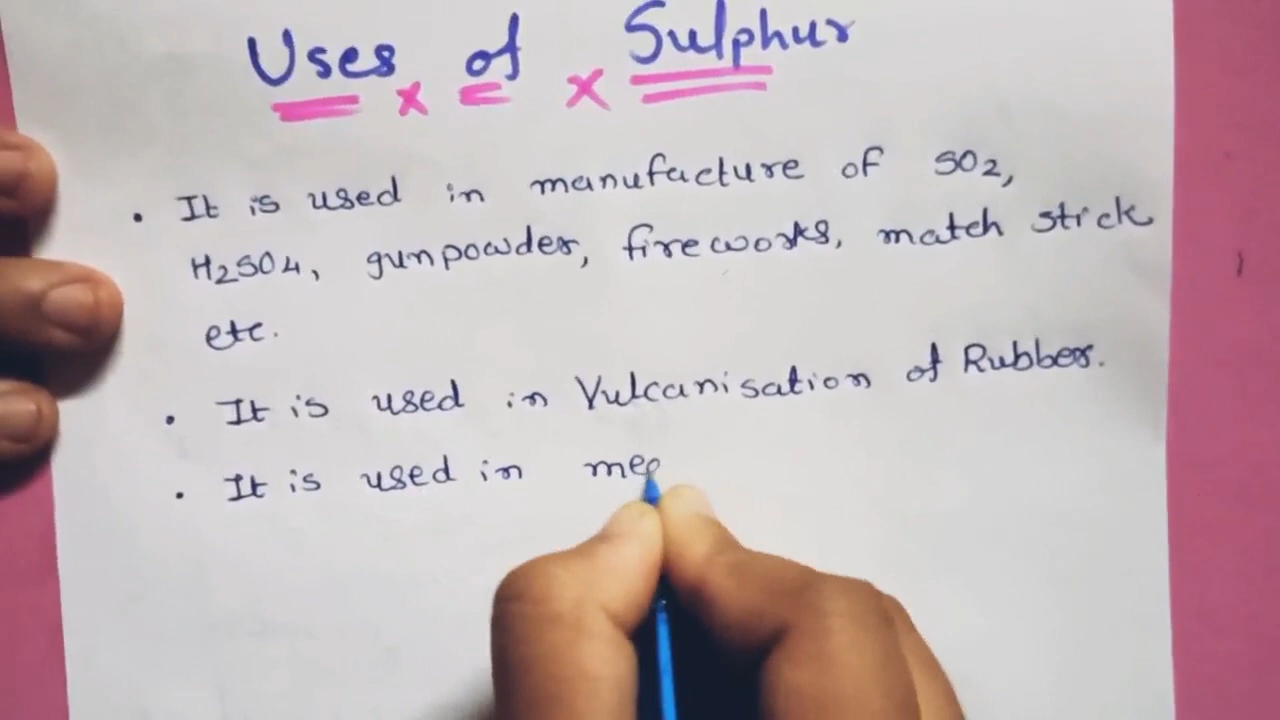 Uses of Sulphur
• It is used in manufacture of SO2,
H2SO4, gunpowder, fireworks, match stick
etc.
• It is used in Vulcanisation of Rubber.
• It is used in me